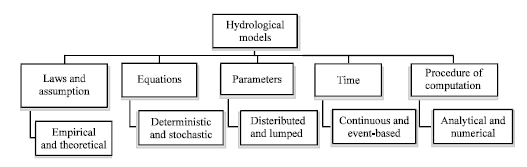 Hydrological
models
Laws and
assumption
Equations
Parameters
Time
Procedure of
computation
Empirical
and theoretical
Deterministic
and stochastic
Distributed
and lumped
Continuous and
event-based
Analytical and
numerical